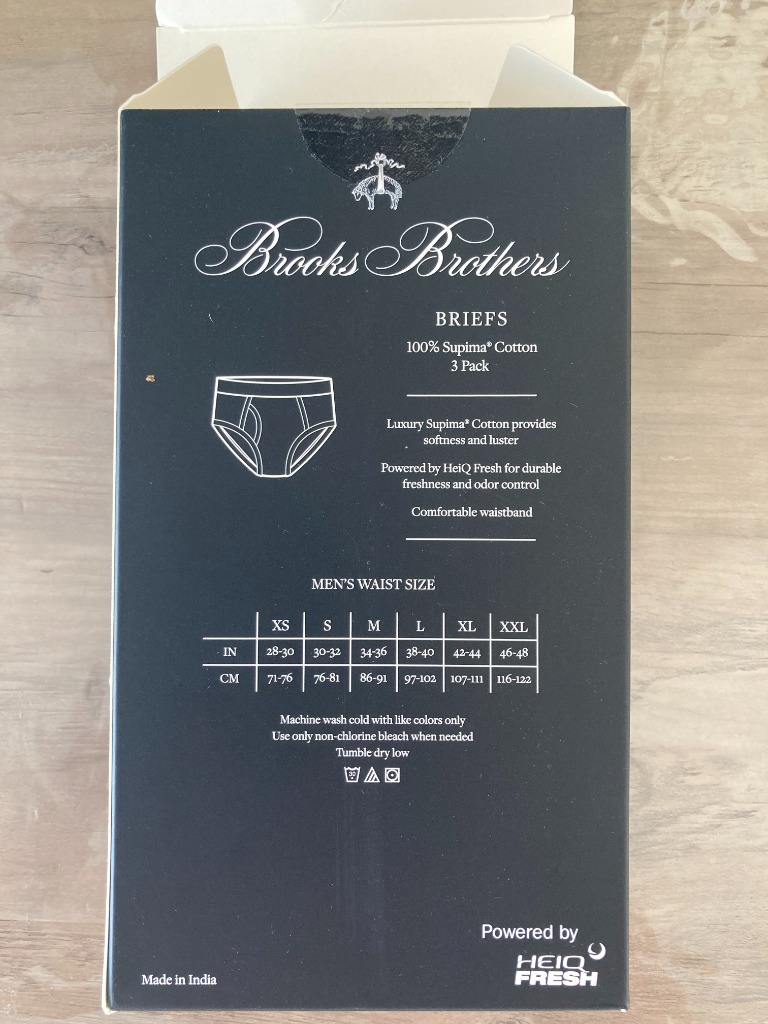 Brooks Brothers
BRIEFS
100% Supima® Cotton
3 Pack
Luxury Supima® Cotton provides
softness and luster
Powered by HeiQ Fresh for durable
freshness and odor control
Comfortable waistband
MEN'S WAIST SIZE
XS S M L XL XXL
IN 28-30 30-32 34-36 38-40 42-44 46-48
CM 71-76 76-81 86-91 97-102 107-111 116-122
Machine wash cold with like colors only
Use only non-chlorine bleach when needed
Tumble dry low
30
Powered by
HEIQ
FRESH
Made in India